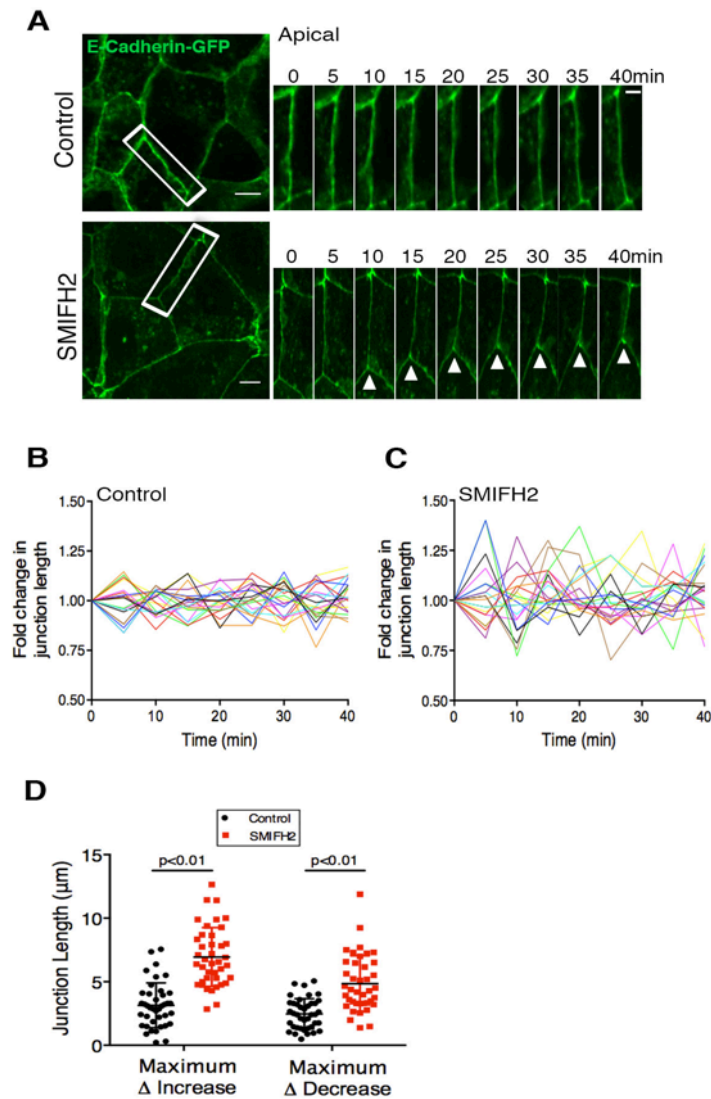 A
E-Cadherin-GFP
Apical
Control
0 5 10 15 20 25 30 35 40min
SMIFH2
10 15 20 25 30 35 40min
0 5
B
Control
Fold change in
junction length
1.50
1.25
1.00
0.75
0.50
0 10 20 30 40
Time (min)
C
SMIFH2
Fold change in
junction length
1.50
1.25
1.00
0.75
0.50
0 10 20 30 40
Time (min)
D
Control
SMIFH2
Junction Length (µm)
15
10
5
0
p<0.01
p<0.01
Maximum
Δ Increase
Maximum
Δ Decrease